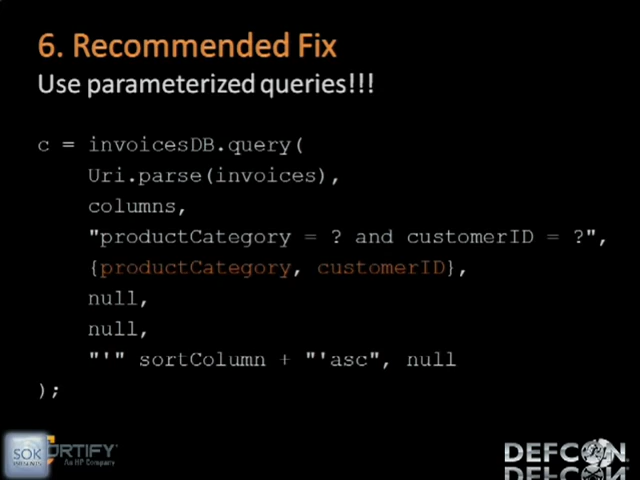 6. Recommended Fix
Use parameterized queries!!!
c = invoicesDB.query(
Uri.parse(invoices),
columns,
"productCategory = ? and customerID = ?",
{productCategory, customerID},
null,
null,
"'" sortColumn + "'asc", null
);
SOK
ORTIFY
An HP Company
DEFCON